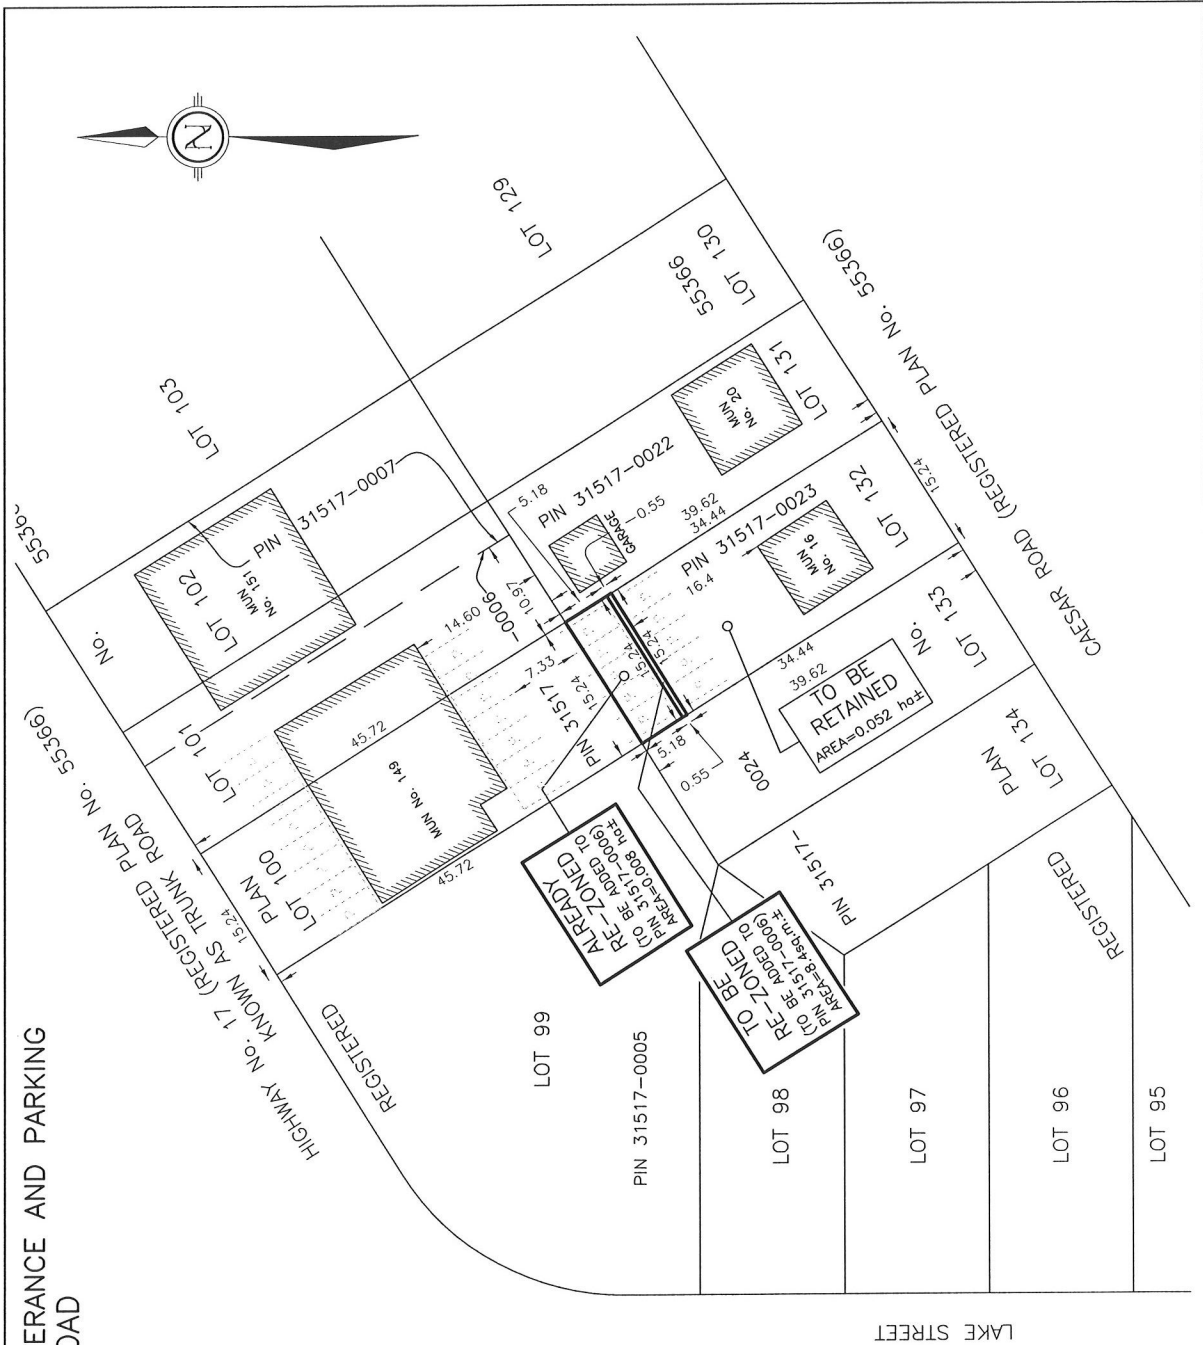 ERANCE AND PARKING
OAD
N
LOT 103
LOT 129
5536
No.
HIGHWAY No. 17 (REGISTERED PLAN No. 55366)
KNOWN AS TRUNK ROAD
15.24
REGISTERED
PLAN
LOT 100
LOT 101
LOT 102
MUN
No. 151
PIN 31517-0007
MUN No. 149
45.72
45.72
14.60
7.33
-0006
10.97
5.18
PIN 31517
15.24
15.24
15.24
5.18
0.55
GARAGE
0.55
PIN 31517-0022
39.62
34.44
PIN 31517-0023
16.4
MUN
No. 20
MUN
No. 16
55366
LOT 130
LOT 131
LOT 132
15.24
LOT 133
No.
LOT 134
PLAN
REGISTERED
CAESAR ROAD (REGISTERED PLAN No. 55366)
34.44
39.62
TO BE
RETAINED
AREA=0.052 ha±
0024
PIN 31517-
ALREADY
RE-ZONED
(TO BE ADDED TO
PIN 31517-0006)
AREA=0.008 ha±
TO BE
RE-ZONED
(TO BE ADDED TO
PIN 31517-0006)
AREA=8.4sq.m.±
LOT 99
PIN 31517-0005
LOT 98
LOT 97
LOT 96
LOT 95
LAKE STREET